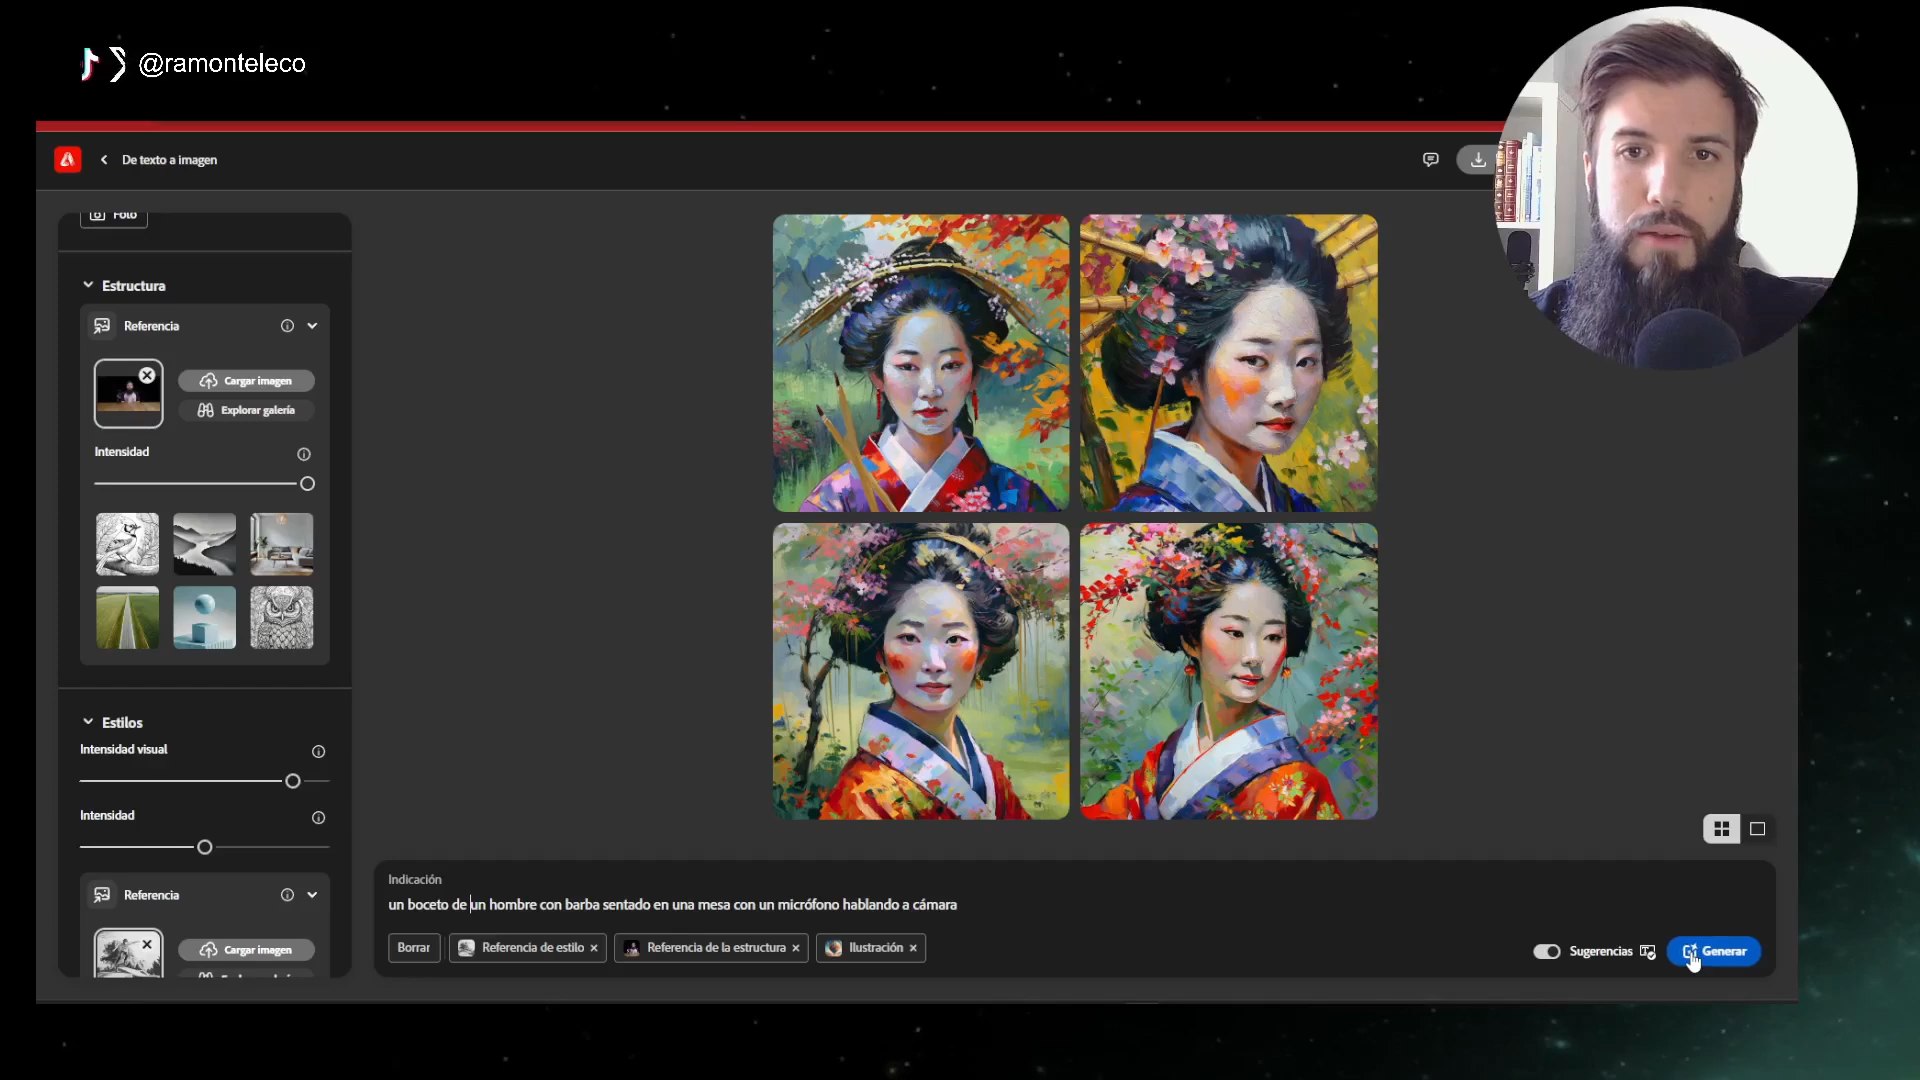 @ramonteleco
De texto a imagen
Foto
Estructura
Referencia
Cargar imagen
Explorar galería
Intensidad
Estilos
Intensidad visual
Intensidad
Referencia
Cargar imagen
Indicación
un boceto de un hombre con barba sentado en una mesa con un micrófono hablando a cámara
Borrar
Referencia de estilo
Referencia de la estructura
Ilustración
Sugerencias
Generar